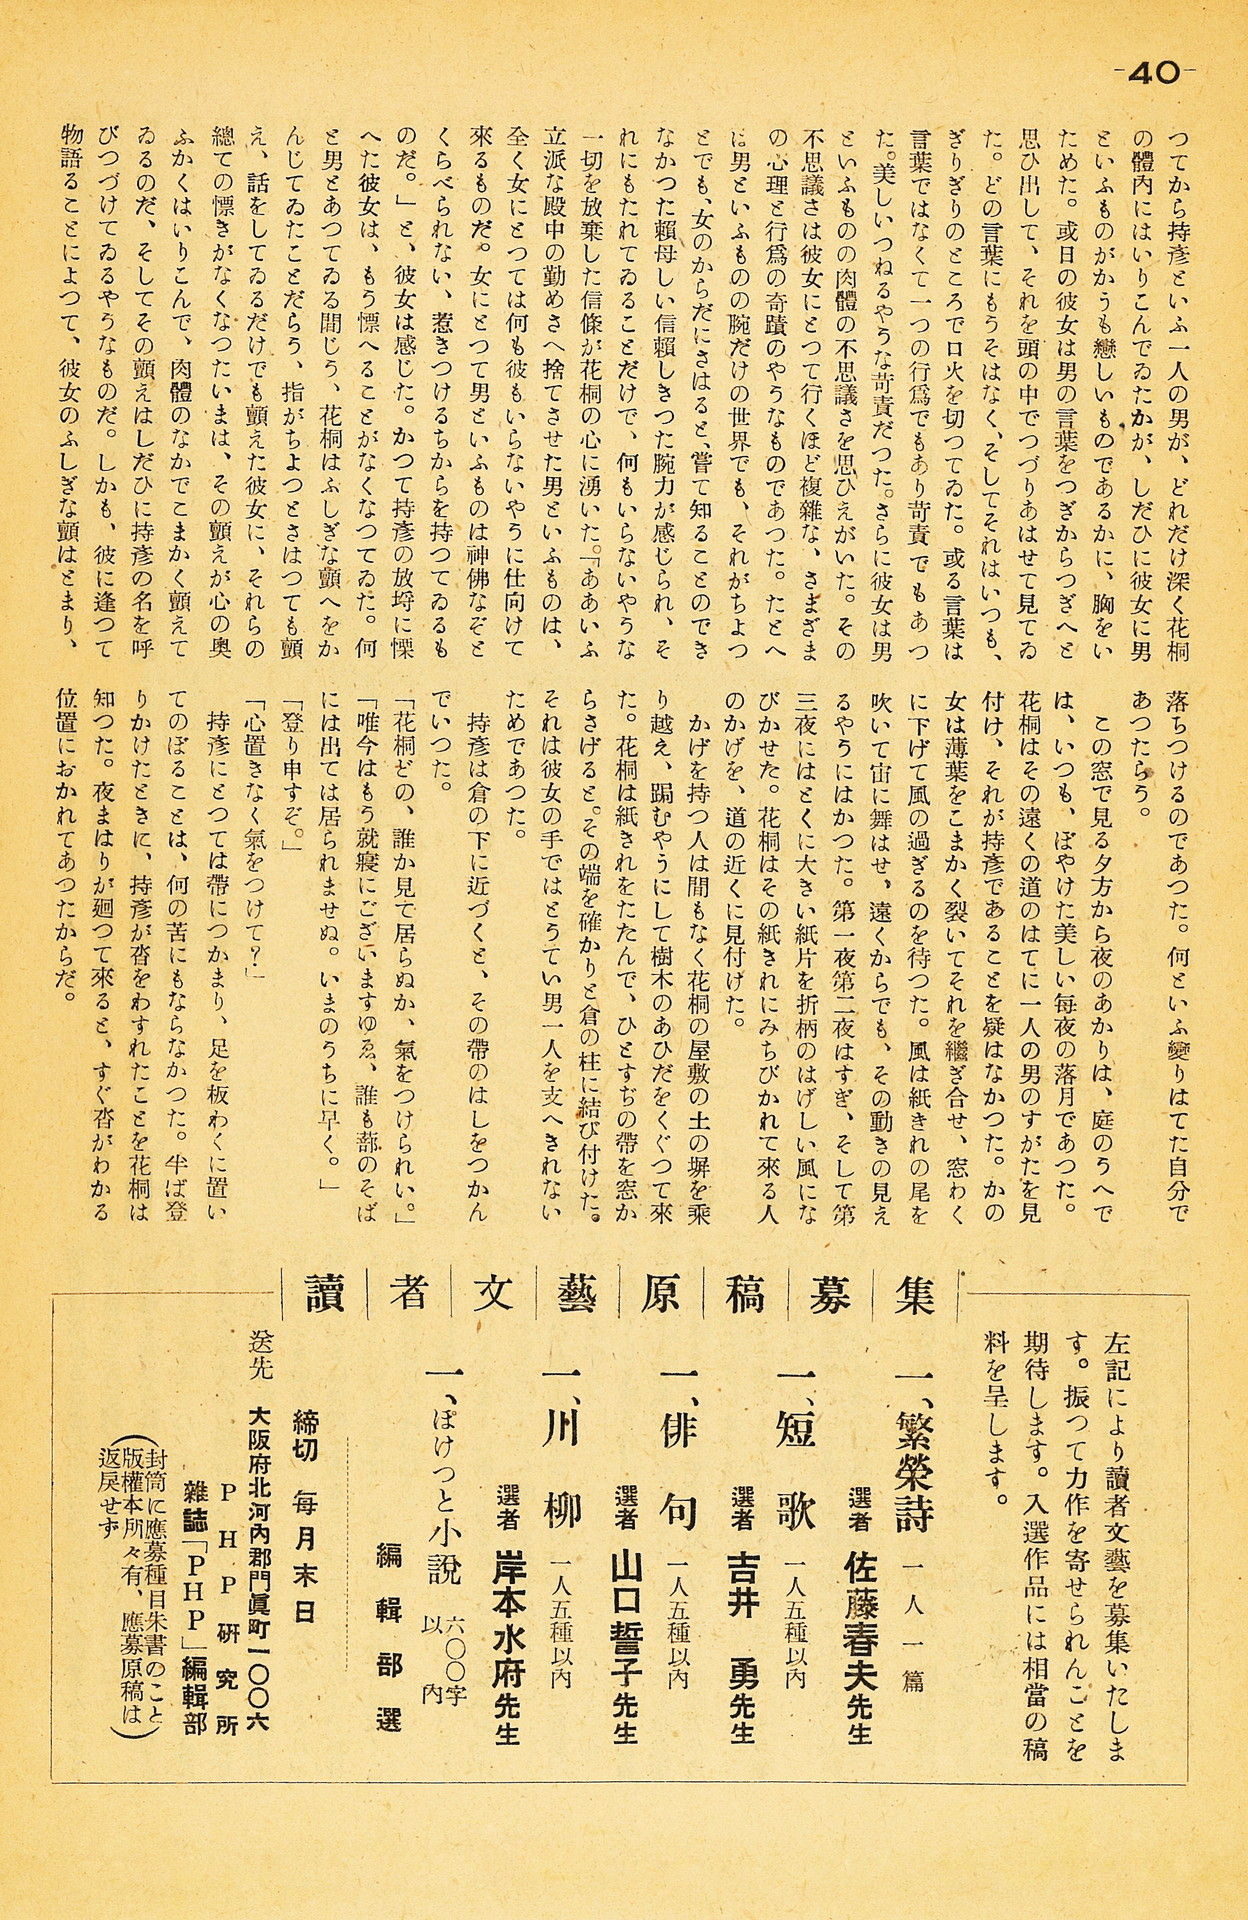 -40-
つてから持彥といふ一人の男が、どれだけ深く花桐
の體內にはいりこんでゐたかが、しだひに彼女に男
といふものがかうも戀しいものであるかに、胸をい
ためた。或日の彼女は男の言葉をつぎからつぎへと
思ひ出して、それを頭の中でつづりあはせて見てゐ
た。どの言葉にもうそはなく、そしてそれはいつも、
ぎりぎりのところで口火を切つてゐた。或る言葉は
言葉ではなくて一つの行爲でもあり苛責でもあつ
た。美しいつねるやうな苛責だつた。さらに彼女は男
といふものの肉體の不思議さを思ひえがいた。その
不思議さは彼女にとつて行くほど複雜な、さまざま
の心理と行爲の奇蹟のやうなものであつた。たとへ
ば男といふものの腕だけの世界でも、それがちよつ
とでも、女のからだにさはると、嘗て知ることのでき
なかつた賴母しい信賴しきつた腕力が感じられ、そ
れにもたれてゐることだけで、何もいらないやうな
一切を放棄した信條が花桐の心に湧いた。「ああいふ
立派な殿中の勤めさへ捨てさせた男といふものは、
全く女にとつては何も彼もいらないやうに仕向けて
來るものだ。女にとつて男といふものは神佛なぞと
くらべられない、惹きつけるちからを持つてゐるも
のだ。」と、彼女は感じた。かつて持彥の放埓に慄
へた彼女は、もう慄へることがなくなつてゐた。何
と男とあつてゐる間じう、花桐はふしぎな顫へをか
んじてゐたことだらう、指がちよつとさはつても顫
え、話をしてゐるだけでも顫えた彼女に、それらの
總ての慄きがなくなつたいまは、その顫えが心の奧
ふかくはいりこんで、肉體のなかでこまかく顫えて
ゐるのだ、そしてその顫えはしだひに持彥の名を呼
びつづけてゐるやうなものだ。しかも、彼に逢つて
物語ることによつて、彼女のふしぎな顫はとまり、
落ちつけるのであつた。何といふ變りはてた自分で
あつたらう。
この窓で見る夕方から夜のあかりは、庭のうへで
は、いつも、ぼやけた美しい每夜の落月であつた。
花桐はその遠くの道のはてに一人の男のすがたを見
付け、それが持彥であることを疑はなかつた。かの
女は薄葉をこまかく裂いてそれを繼ぎ合せ、窓わく
に下げて風の過ぎるのを待つた。風は紙きれの尾を
吹いて宙に舞はせ、遠くからでも、その動きの見え
るやうにはかつた。第一夜第二夜はすぎ、そして第
三夜にはとくに大きい紙片を折柄のはげしい風にな
びかせた。花桐はその紙きれにみちびかれて來る人
のかげを、道の近くに見付けた。
かげを持つ人は間もなく花桐の屋敷の土の塀を乘
り越え、跼むやうにして樹木のあひだをくぐつて來
た。花桐は紙きれをたたんで、ひとすぢの帶を窓か
らさげると。その端を確かりと倉の柱に結び付けた。
それは彼女の手ではとうてい男一人を支へきれない
ためであつた。
持彥は倉の下に近づくと、その帶のはしをつかん
でいつた。
「花桐どの、誰か見て居らぬか、氣をつけられい。」
「唯今はもう就寢にございますゆゑ、誰も蔀のそば
には出ては居られませぬ。いまのうちに早く。」
「登り申すぞ。」
「心置きなく氣をつけて？」
持彥にとつては帶につかまり、足を板わくに置い
てのぼることは、何の苦にもならなかつた。半ば登
りかけたときに、持彥が沓をわすれたことを花桐は
知つた。夜まはりが廻つて來ると、すぐ沓がわかる
位置におかれてあつたからだ。
讀者文藝原稿募集
左記により讀者文藝を募集いたしま
す。振つて力作を寄せられんことを
期待します。入選作品には相當の稿
料を呈します。
一、繁榮詩 一人一篇
選者 佐藤春夫先生
一、短歌 一人五種以內
選者 吉井勇先生
一、俳句 一人五種以內
選者 山口誓子先生
一、川柳 一人五種以內
選者 岸本水府先生
一、ぽけつと小說 六〇〇字以內
編輯部選
締切 每月末日
送先 大阪府北河內郡門眞町一〇〇六
PHP硏究所
雜誌「PHP」編輯部
（封筒に應募種目朱書のこと
版權本所々有、應募原稿は
返戾せず）